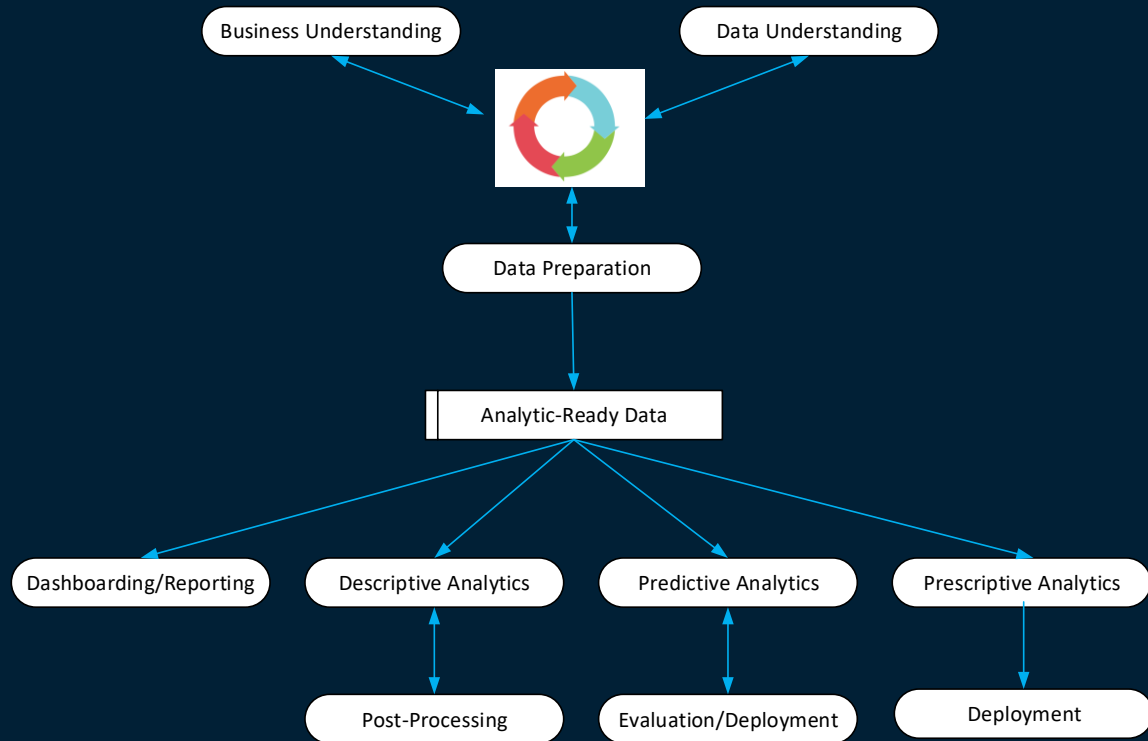 Business Understanding
Data Understanding
Data Preparation
Analytic-Ready Data
Dashboarding/Reporting
Descriptive Analytics
Predictive Analytics
Prescriptive Analytics
Post-Processing
Evaluation/Deployment
Deployment